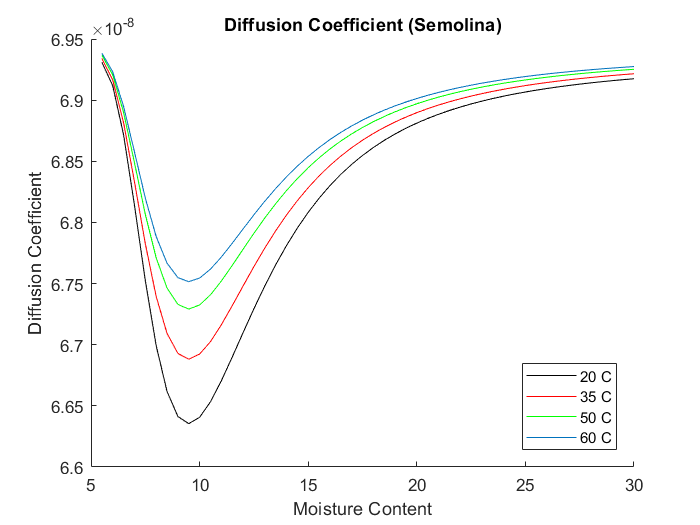 ×10⁻⁸
Diffusion Coefficient (Semolina)
6.95
6.9
6.85
6.8
6.75
6.7
6.65
6.6
Diffusion Coefficient
20 C
35 C
50 C
60 C
5
10
15
20
25
30
Moisture Content